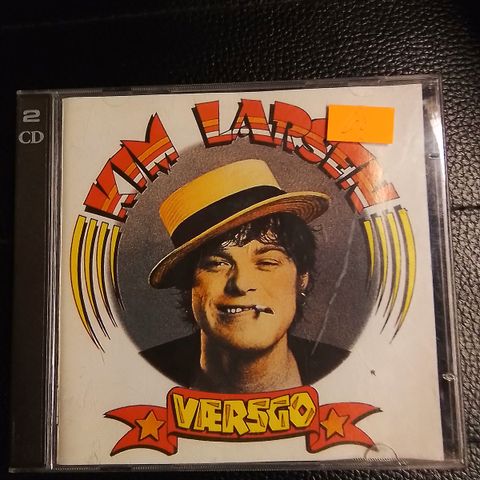 2
CD
KIM LARSEN
VÆRSGO